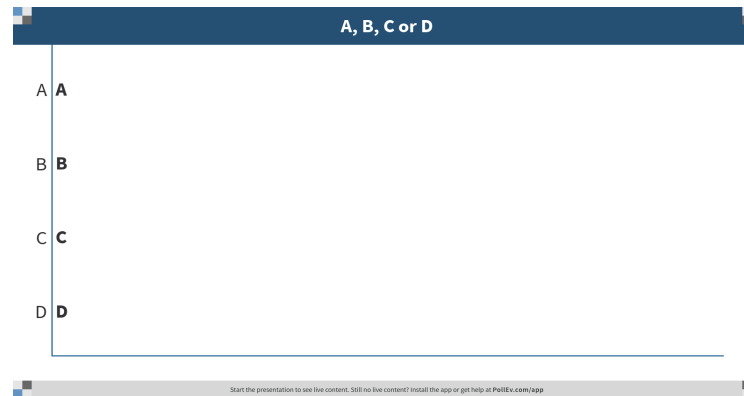 A, B, C or D
A A
B B
C C
D D
Start the presentation to see live content. Still no live content? Install the app or get help at PollEv.com/app